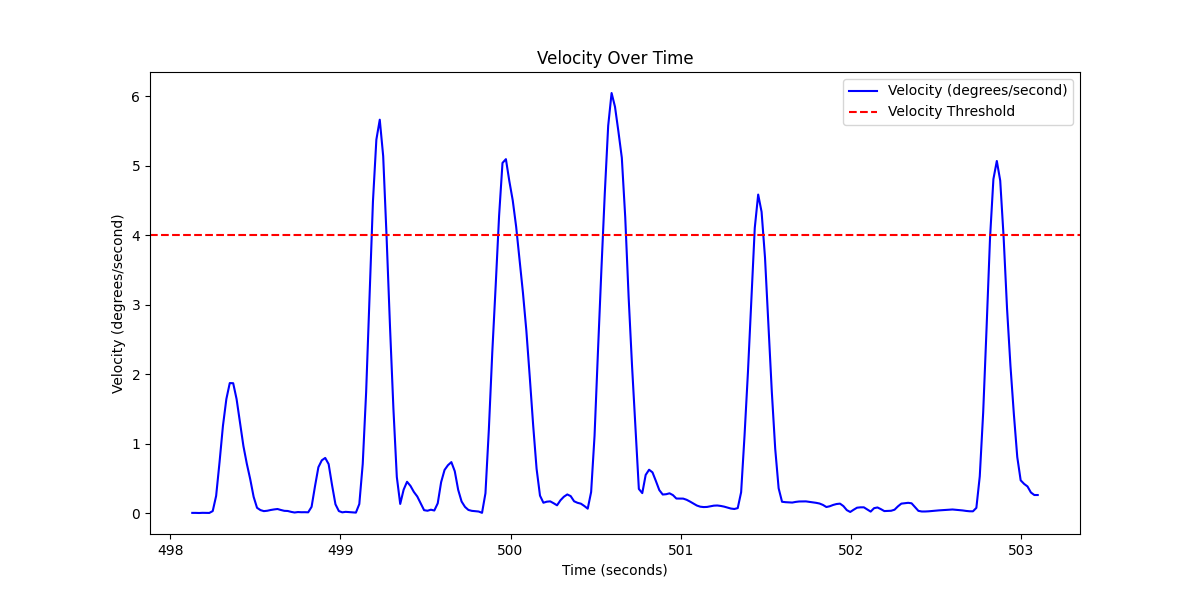 Velocity Over Time
Velocity (degrees/second)
Velocity Threshold
Velocity (degrees/second)
6
5
4
3
2
1
0
498
499
500
501
502
503
Time (seconds)